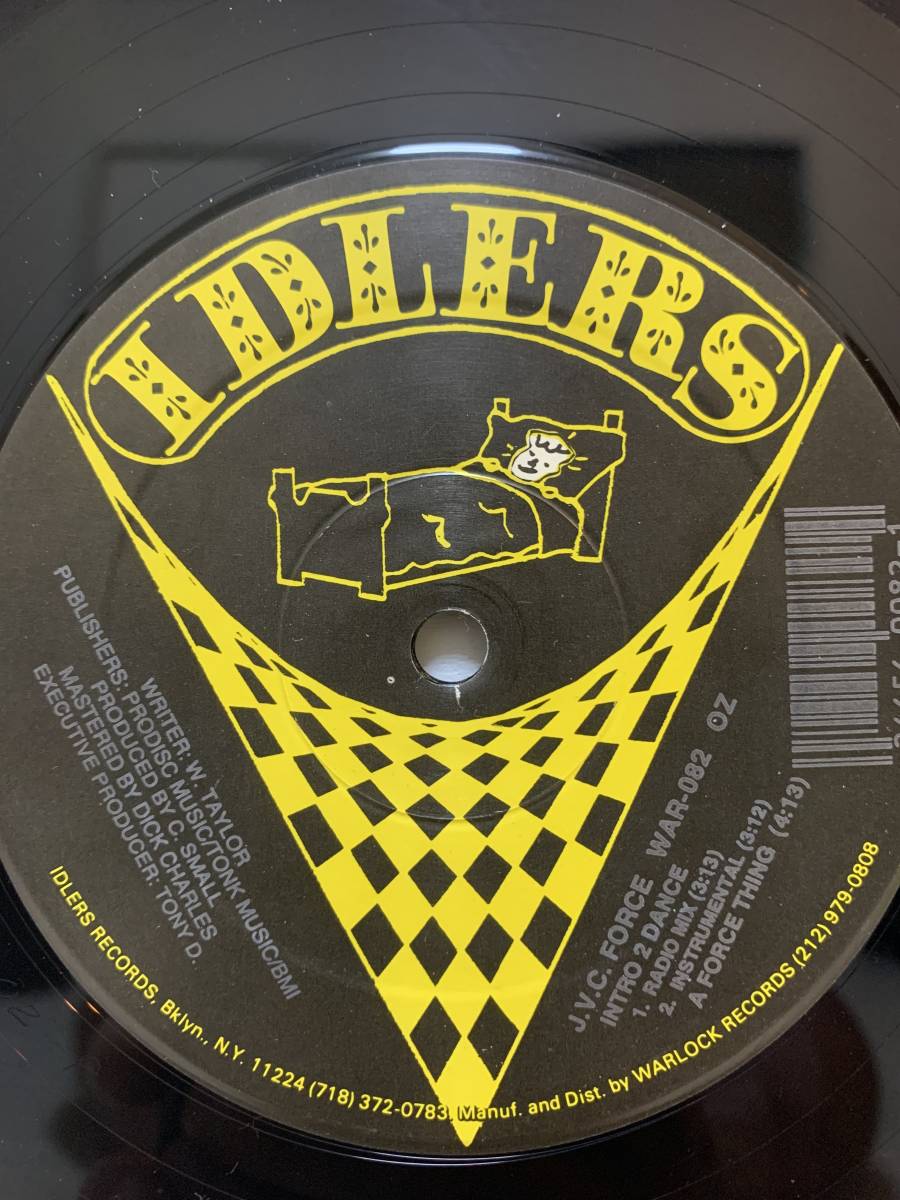 IDLERS
WRITER: W. TAYLOR
PUBLISHERS: PRODISC MUSIC/TONK MUSIC/BMI
PRODUCED BY C. SMALL
MASTERED BY DICK CHARLES
EXECUTIVE PRODUCER: TONY D.
J.V.C. FORCE WAR-082 OZ
INTRO 2 DANCE
1. RADIO MIX (3:13)
2. INSTRUMENTAL (3:12)
A FORCE THING (4:13)
IDLERS RECORDS, Bklyn., N.Y. 11224 (718) 372-0783. Manuf. and Dist. by WARLOCK RECORDS (212) 979-0808